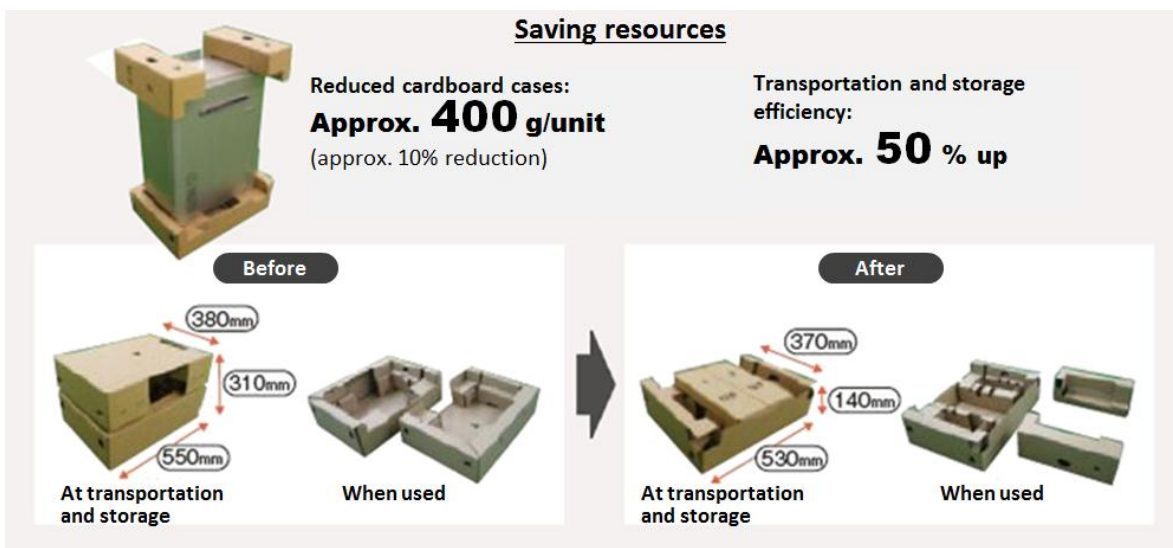 Saving resources
Reduced cardboard cases:
Approx. 400 g/unit
(approx. 10% reduction)
Transportation and storage
efficiency:
Approx. 50 % up
Before
380mm
310mm
550mm
At transportation
and storage
When used
After
370mm
140mm
530mm
At transportation
and storage
When used